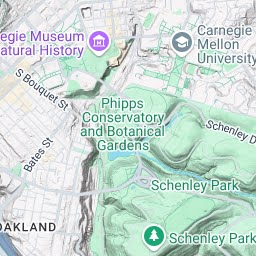 egie Museum
atural History
Carnegie
Mellon
University
S Bouquet St
Phipps
Conservatory
and Botanical
Gardens
Schenley D
Bates St
Schenley Park
OAKLAND
Schenley Park